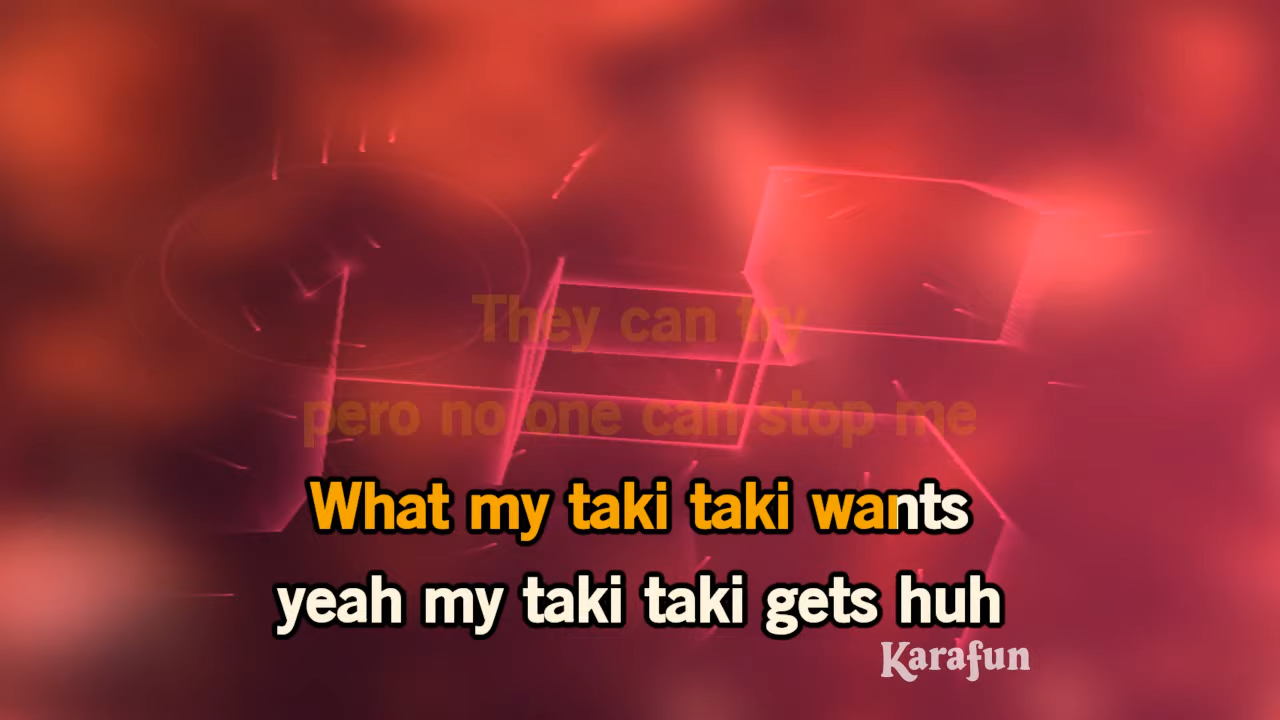 They can try
pero no one can stop me
What my taki taki wants
yeah my taki taki gets huh
Karafun